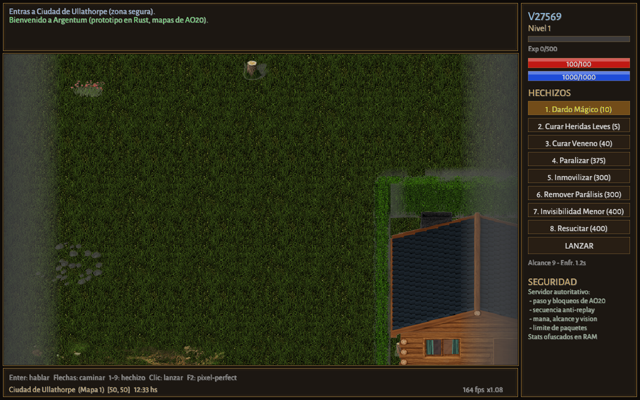 Entras a Ciudad de Ullathorpe (zona segura).
Bienvenido a Argentum (prototipo en Rust, mapas de AO20).
V27569
Nivel 1
Exp 0/500
100/100
1000/1000
HECHIZOS
1. Dardo Mágico (10)
2. Curar Heridas Leves (5)
3. Curar Veneno (40)
4. Paralizar (375)
5. Inmovilizar (300)
6. Remover Parálisis (300)
7. Invisibilidad Menor (400)
8. Resucitar (400)
LANZAR
Alcance 9 - Enfr. 1.2s
SEGURIDAD
Servidor autoritativo:
- paso y bloqueos de AO20
- secuencia anti-replay
- mana, alcance y vision
- limite de paquetes
Stats ofuscados en RAM
Enter: hablar Flechas: caminar 1-9: hechizo Clic: lanzar F2: pixel-perfect
Ciudad de Ullathorpe (Mapa 1) [50, 50] 12:33 hs
164 fps x1.08